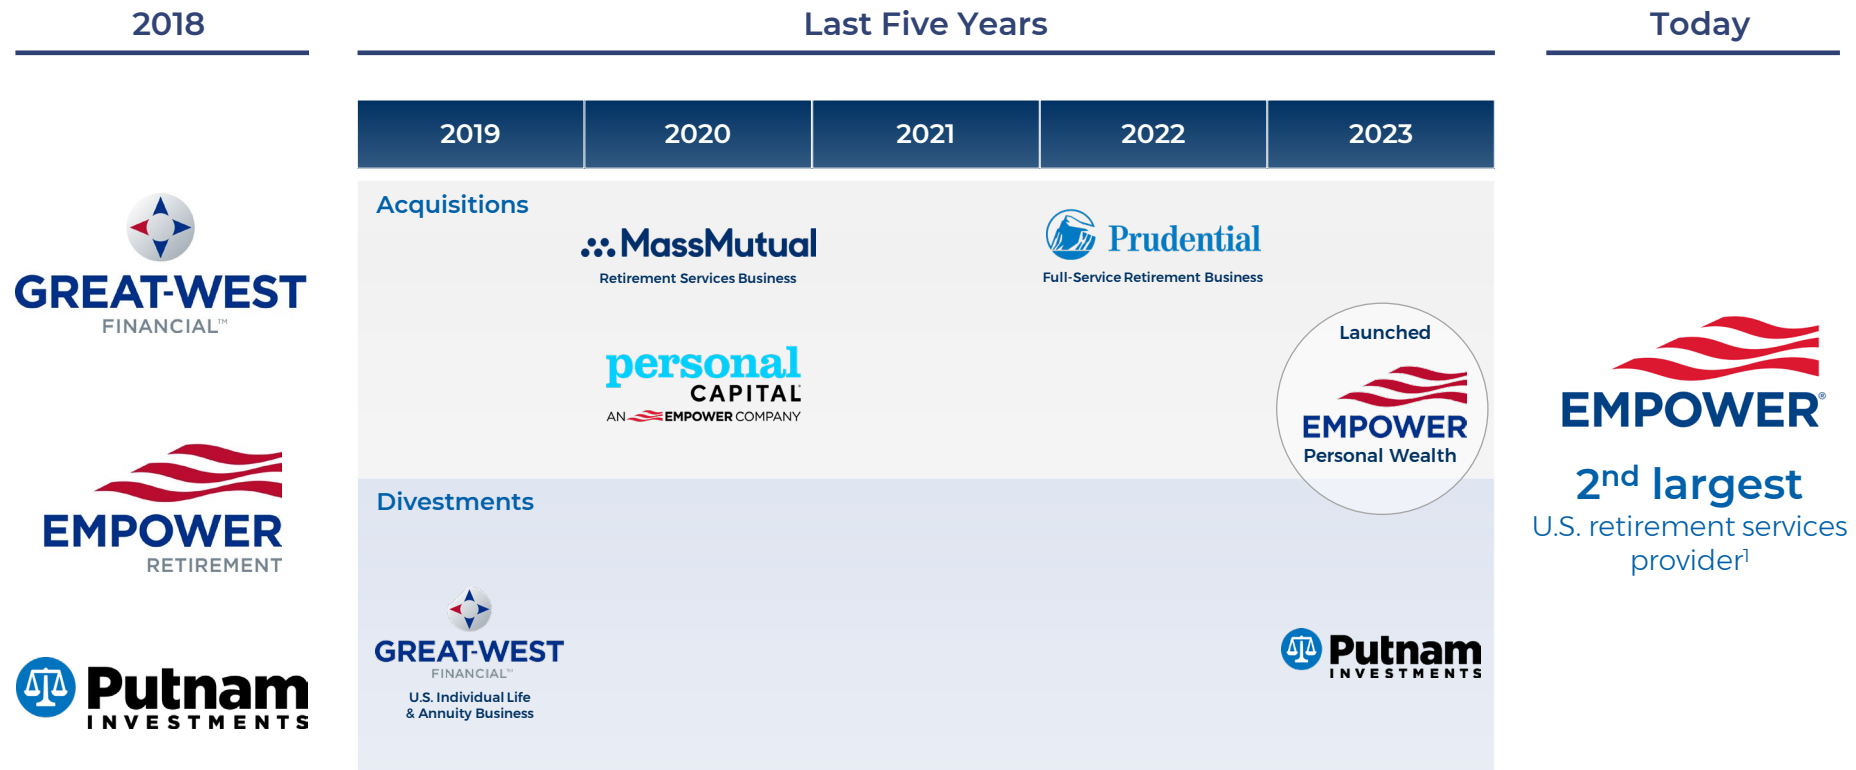 2018
Last Five Years
Today
2019
2020
2021
2022
2023
GREAT-WEST
FINANCIAL™
EMPOWER
RETIREMENT
Putnam
INVESTMENTS
Acquisitions
MassMutual
Retirement Services Business
personal
CAPITAL®
AN EMPOWER COMPANY
Prudential
Full-Service Retirement Business
Launched
EMPOWER
Personal Wealth
Divestments
GREAT-WEST
FINANCIAL™
U.S. Individual Life
& Annuity Business
Putnam
INVESTMENTS
EMPOWER®
2nd largest
U.S. retirement services
provider1